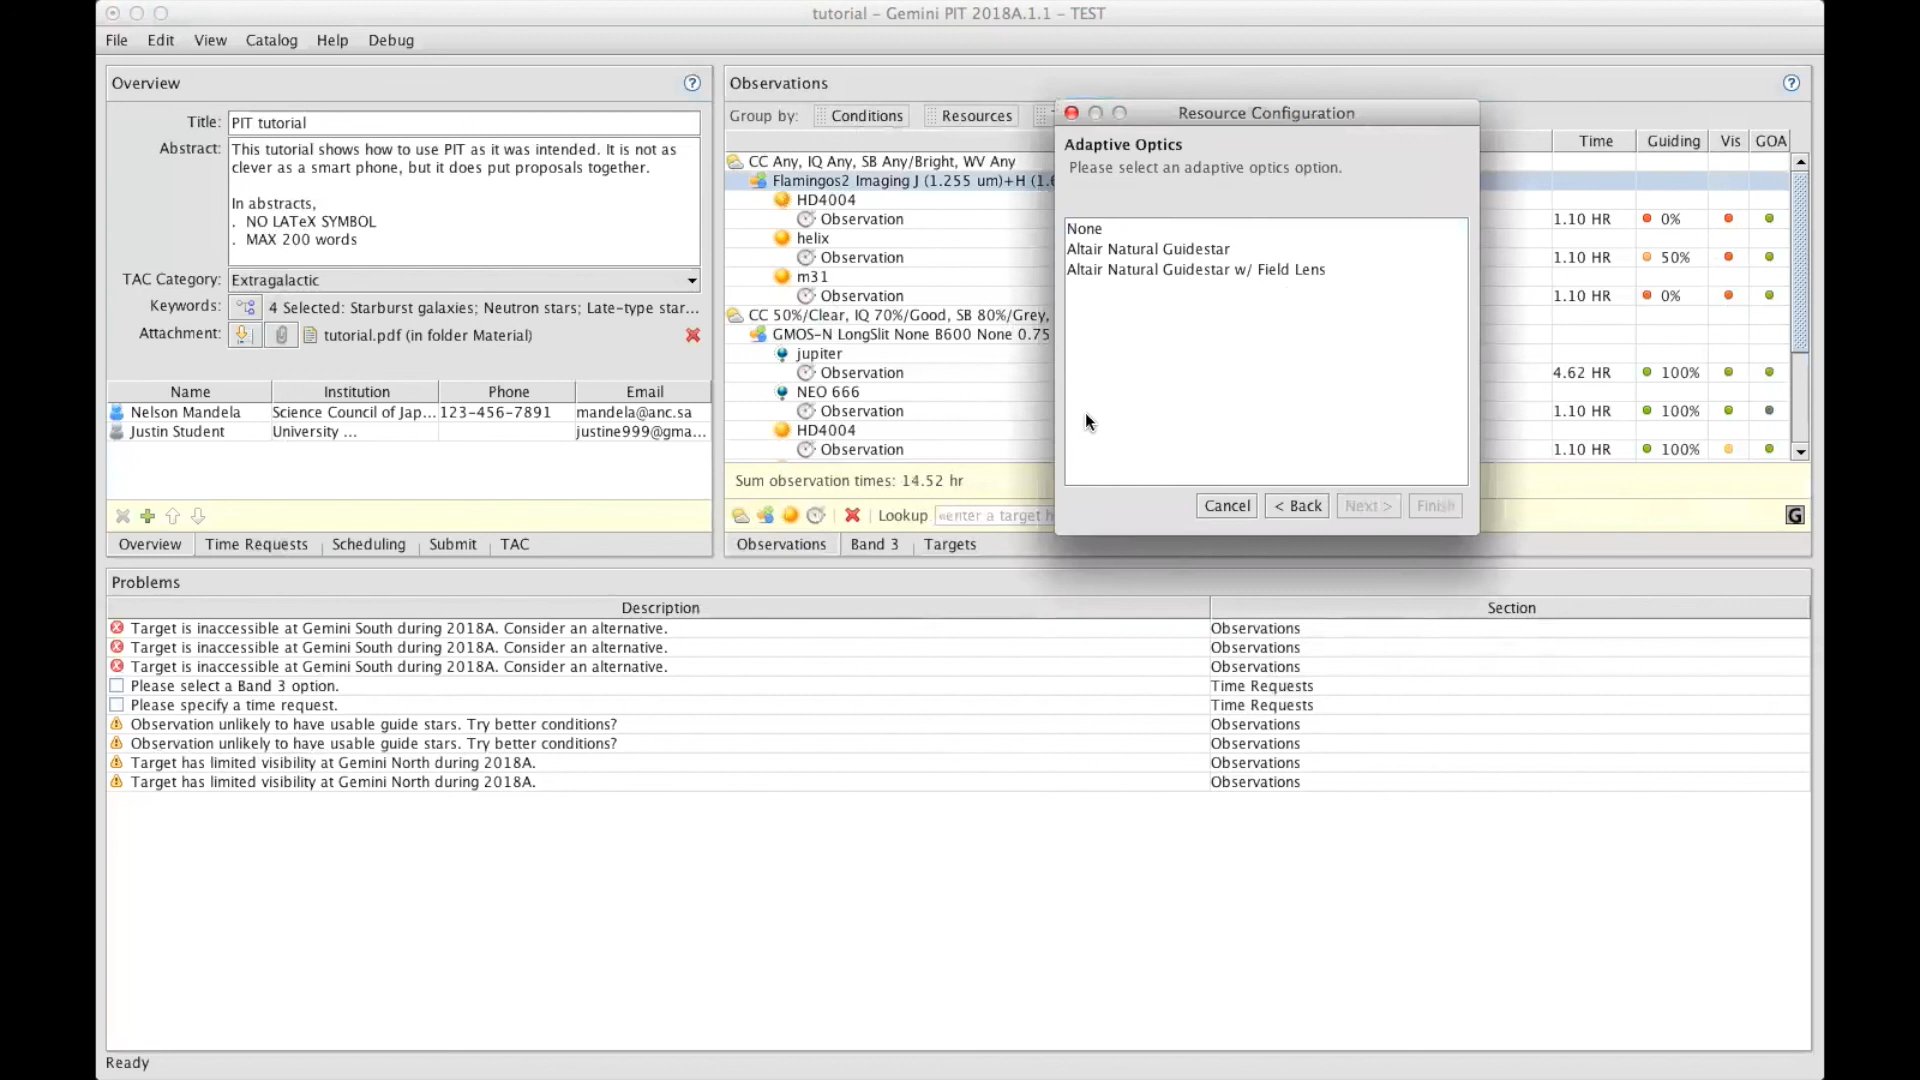 tutorial – Gemini PIT 2018A.1.1 – TEST
File Edit View Catalog Help Debug
Overview
Title: PIT tutorial
Abstract: This tutorial shows how to use PIT as it was intended. It is not as
clever as a smart phone, but it does put proposals together.
In abstracts,
. NO LATeX SYMBOL
. MAX 200 words
TAC Category: Extragalactic
Keywords: 4 Selected: Starburst galaxies; Neutron stars; Late-type star...
Attachment: tutorial.pdf (in folder Material)
Name Institution Phone Email
Nelson Mandela Science Council of Jap... 123-456-7891 mandela@anc.sa
Justin Student University ... justine999@gma...
Overview Time Requests Scheduling Submit TAC
Observations
Group by: Conditions Resources
Time Guiding Vis GOA
CC Any, IQ Any, SB Any/Bright, WV Any
Flamingos2 Imaging J (1.255 um)+H (1.
HD4004
Observation 1.10 HR 0%
helix
Observation 1.10 HR 50%
m31
Observation 1.10 HR 0%
CC 50%/Clear, IQ 70%/Good, SB 80%/Grey,
GMOS-N LongSlit None B600 None 0.75
jupiter
Observation 4.62 HR 100%
NEO 666
Observation 1.10 HR 100%
HD4004
Observation 1.10 HR 100%
Sum observation times: 14.52 hr
Lookup enter a target
G
Observations Band 3 Targets
Resource Configuration
Adaptive Optics
Please select an adaptive optics option.
None
Altair Natural Guidestar
Altair Natural Guidestar w/ Field Lens
Cancel < Back Next > Finish
Problems
Description Section
Target is inaccessible at Gemini South during 2018A. Consider an alternative. Observations
Target is inaccessible at Gemini South during 2018A. Consider an alternative. Observations
Target is inaccessible at Gemini South during 2018A. Consider an alternative. Observations
Please select a Band 3 option. Time Requests
Please specify a time request. Time Requests
Observation unlikely to have usable guide stars. Try better conditions? Observations
Observation unlikely to have usable guide stars. Try better conditions? Observations
Target has limited visibility at Gemini North during 2018A. Observations
Target has limited visibility at Gemini North during 2018A. Observations
Ready